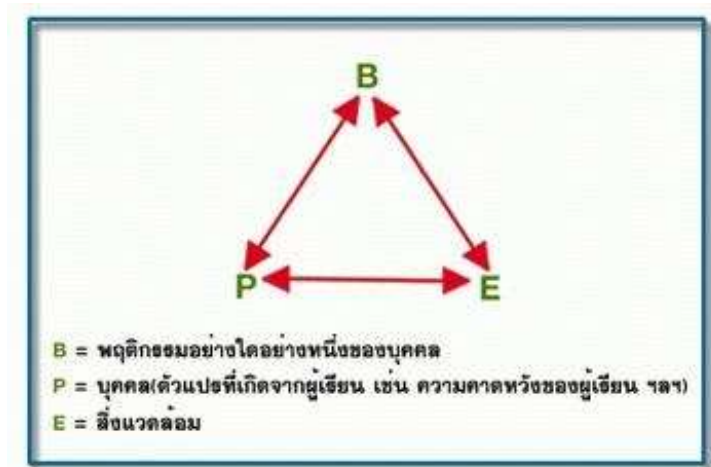 B
P E
B = พฤติกรรมอย่างใดอย่างหนึ่งของบุคคล
P = บุคคล(ตัวแปรที่เกิดจากผู้เรียน เช่น ความคาดหวังของผู้เรียน ฯลฯ)
E = สิ่งแวดล้อม